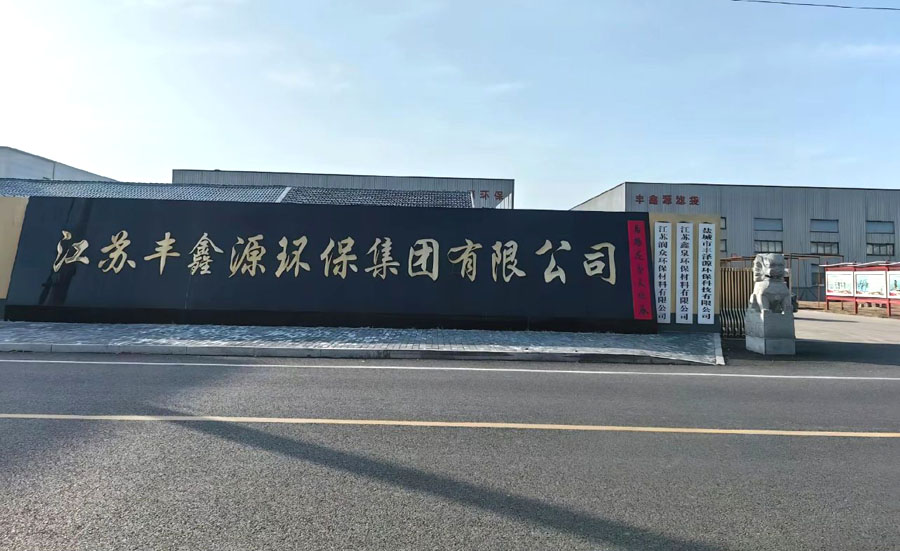 江苏丰鑫源环保集团有限公司
江苏润众环保材料有限公司
江苏鑫泉环保材料有限公司
盐城市丰泽源环保科技有限公司
环保
丰鑫源滤袋